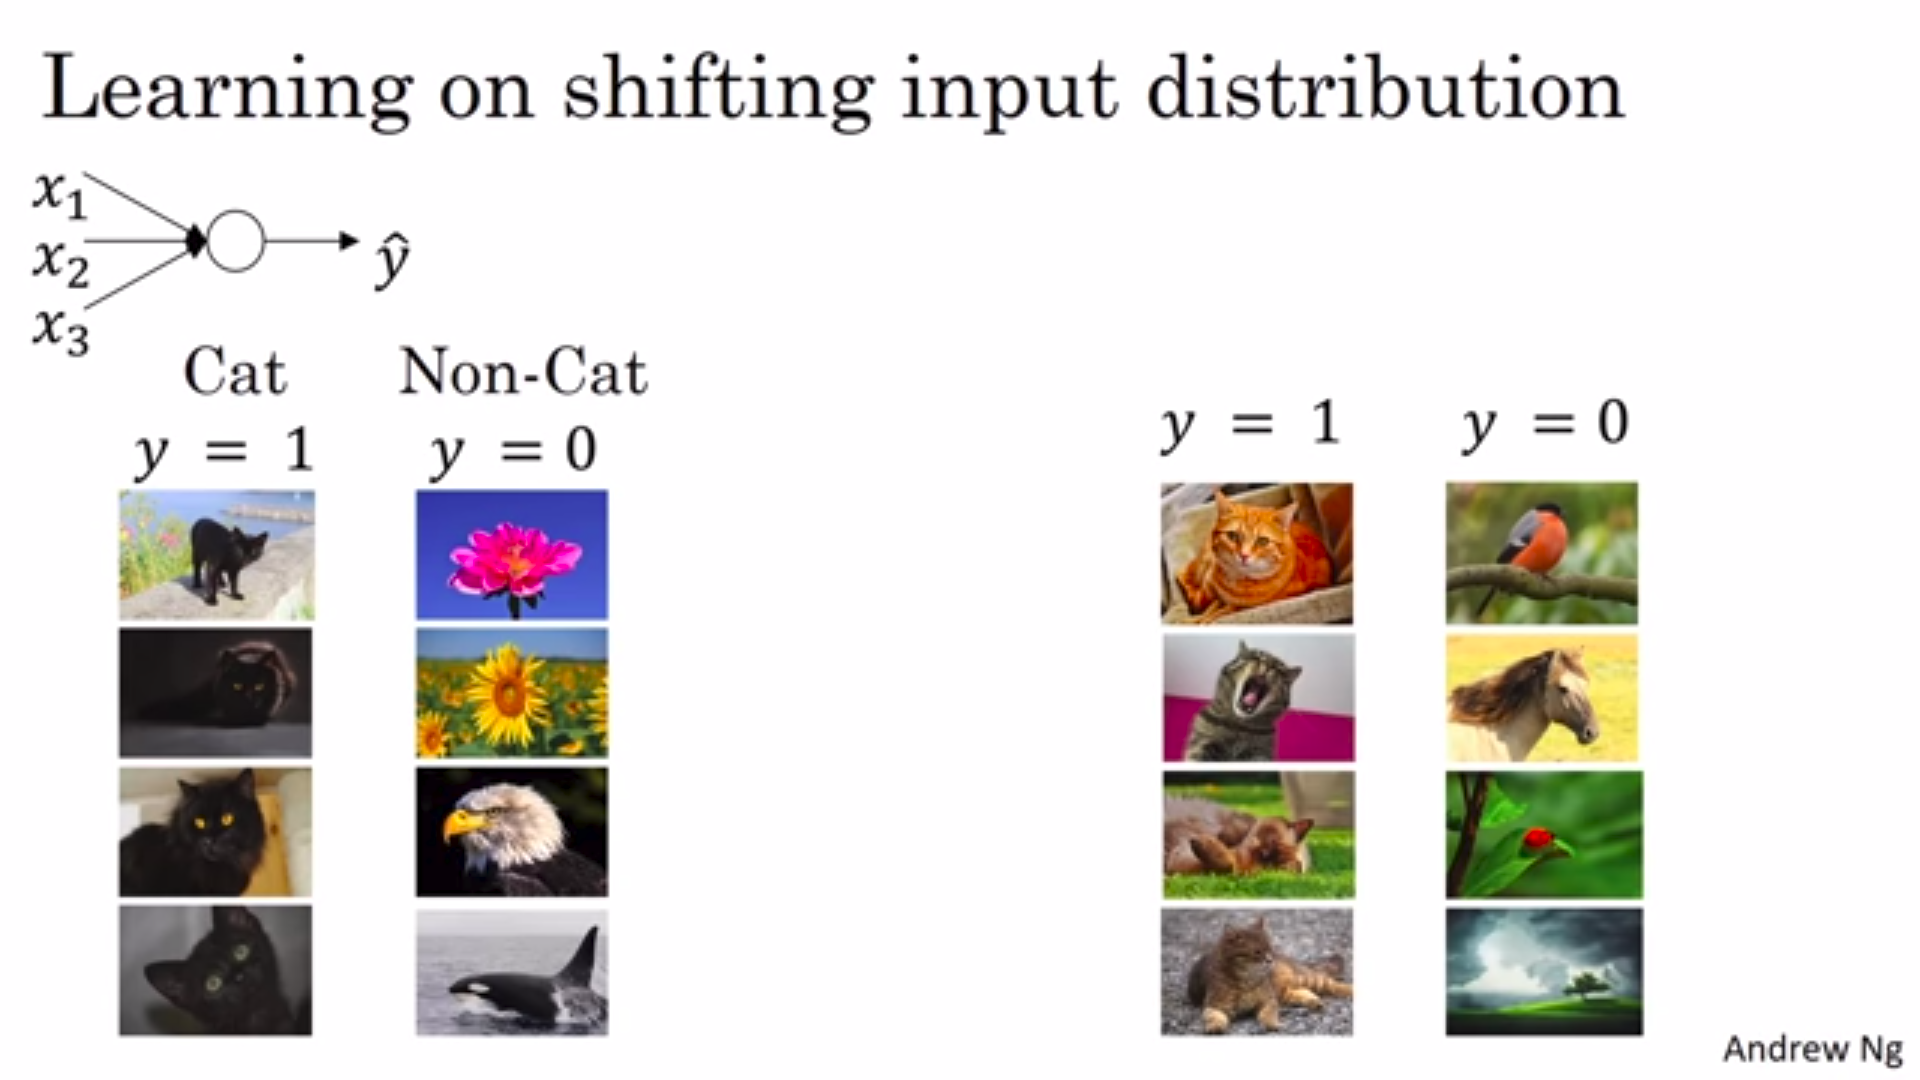 Learning on shifting input distribution
x₁
x₂
x₃
ŷ
Cat
Non-Cat
y = 1
y = 0
y = 1
y = 0
Andrew Ng